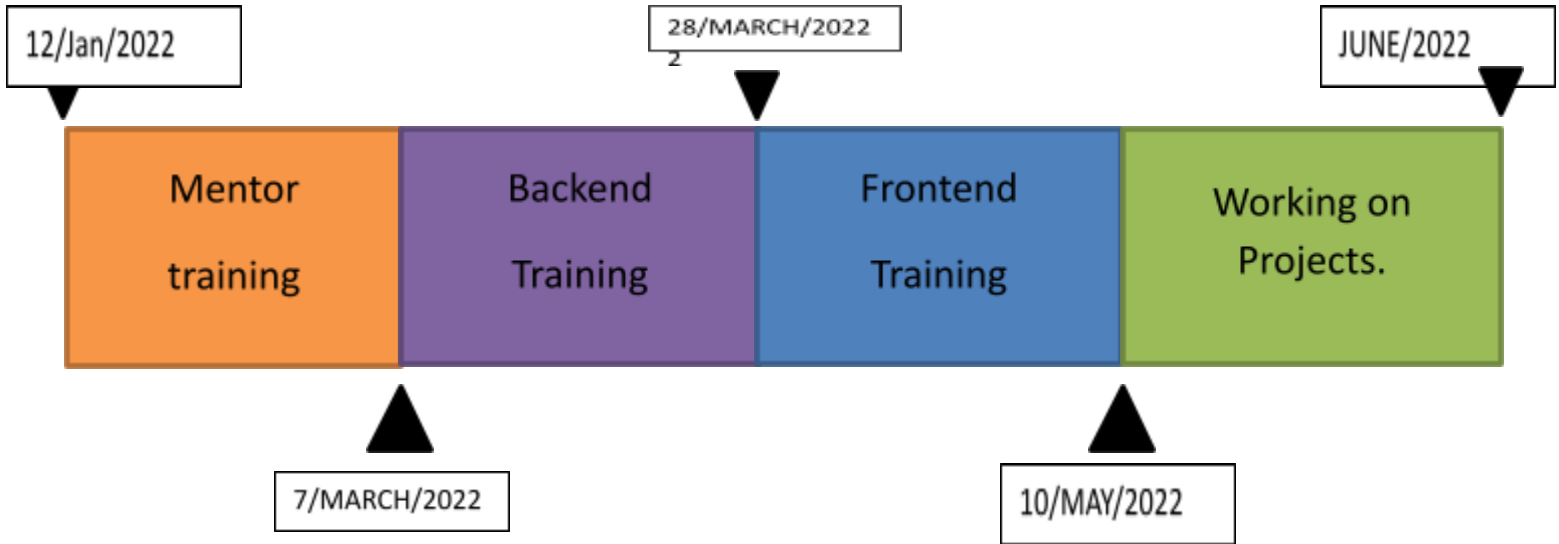 12/Jan/2022
28/MARCH/2022
2
JUNE/2022
Mentor
training
Backend
Training
Frontend
Training
Working on
Projects.
7/MARCH/2022
10/MAY/2022